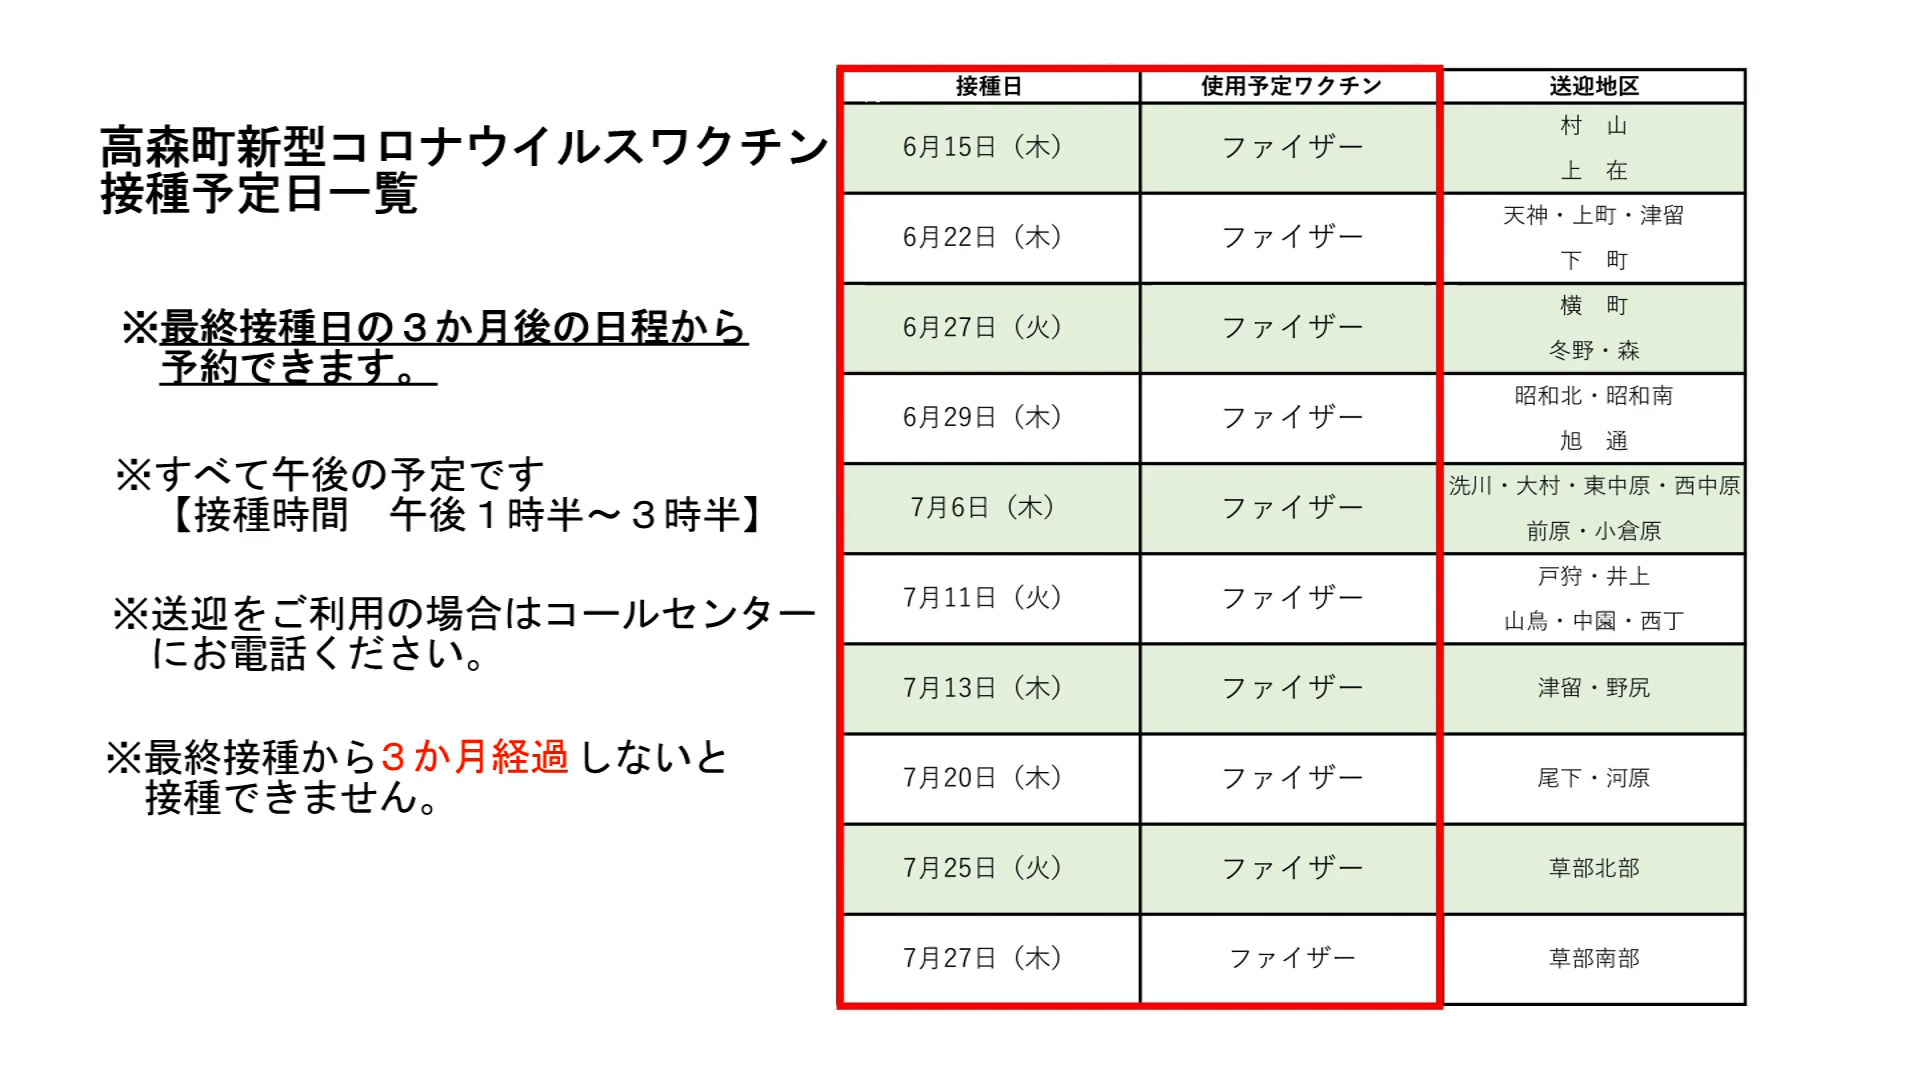 高森町新型コロナウイルスワクチン
接種予定日一覧
※最終接種日の３か月後の日程から
予約できます。
※すべて午後の予定です
【接種時間　午後１時半～３時半】
※送迎をご利用の場合はコールセンター
にお電話ください。
※最終接種から３か月経過しないと
接種できません。
接種日 使用予定ワクチン 送迎地区
6月15日（木） ファイザー 村　山
上　在
6月22日（木） ファイザー 天神・上町・津留
下　町
6月27日（火） ファイザー 横　町
冬野・森
6月29日（木） ファイザー 昭和北・昭和南
旭　通
7月6日（木） ファイザー 洗川・大村・東中原・西中原
前原・小倉原
7月11日（火） ファイザー 戸狩・井上
山鳥・中園・西丁
7月13日（木） ファイザー 津留・野尻
7月20日（木） ファイザー 尾下・河原
7月25日（火） ファイザー 草部北部
7月27日（木） ファイザー 草部南部